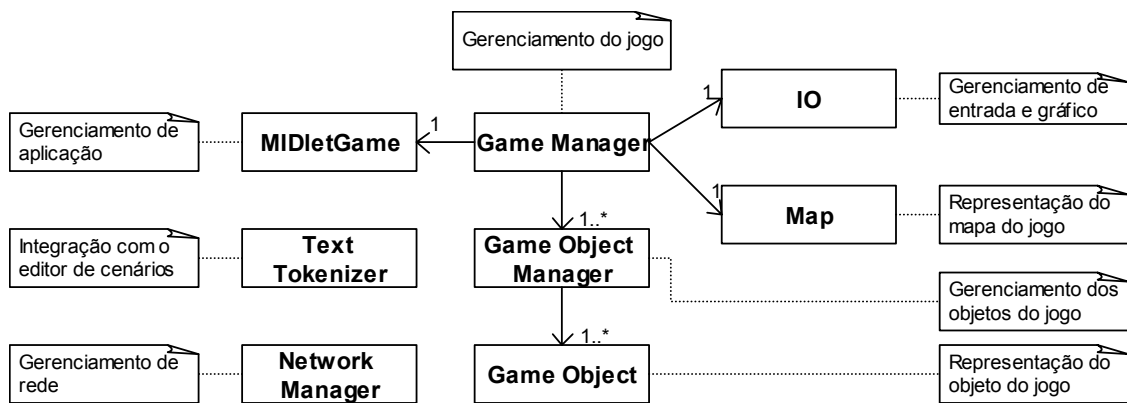 Gerenciamento do jogo
1
IO
Gerenciamento de
entrada e gráfico
Gerenciamento de
aplicação
MIDletGame
1
Game Manager
1
Map
Representação do
mapa do jogo
1..*
Integração com o
editor de cenários
Text
Tokenizer
Game Object
Manager
Gerenciamento dos
objetos do jogo
1..*
Gerenciamento de
rede
Network
Manager
Game Object
Representação do
objeto do jogo